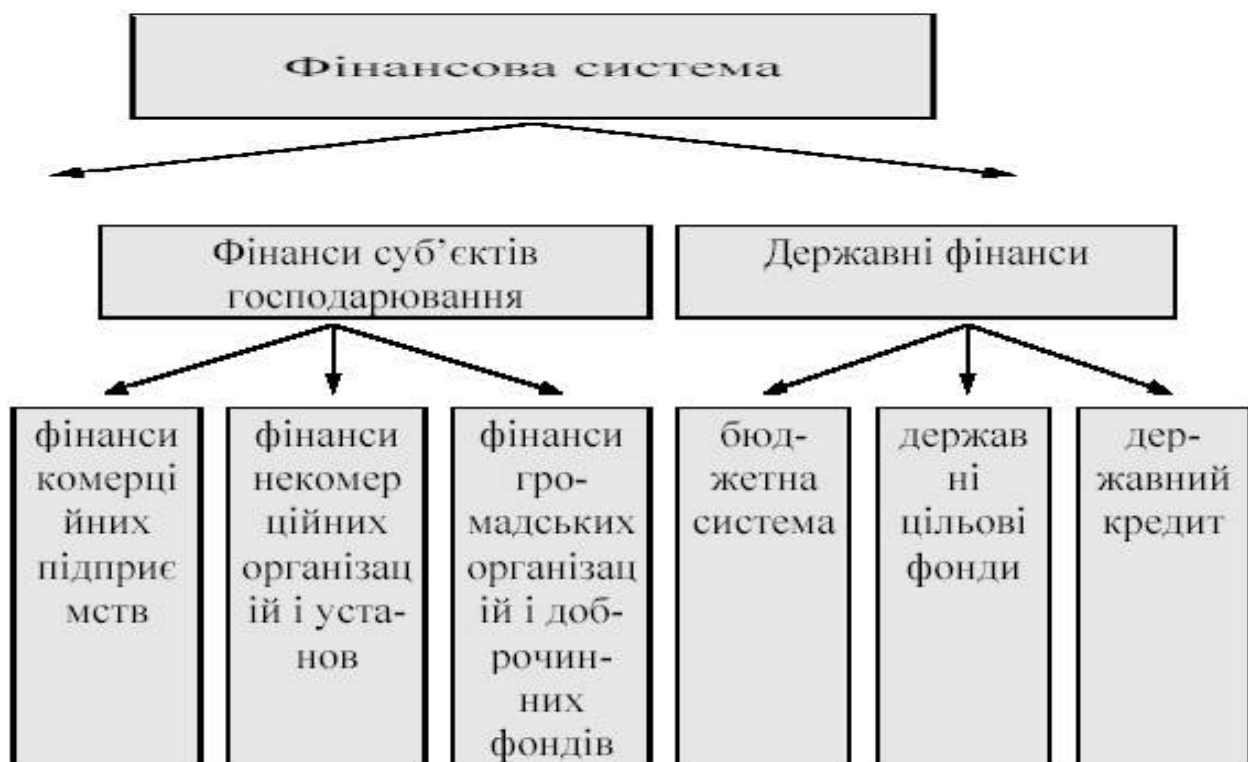 Фінансова система
Фінанси суб’єктів
господарювання
Державні фінанси
фінанси
комерці
йних
підприє
мств
фінанси
некомер
ційних
організац
ій і уста-
нов
фінанси
гро-
мадських
організац
ій і доб-
рочин-
них
фондів
бюд-
жетна
система
держав
ні
цільові
фонди
дер-
жавний
кредит